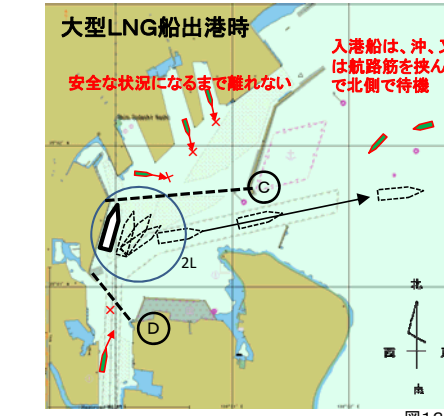 大型LNG船出港時
入港船は、沖、
は航路筋を挟ん
で北側で待機
安全な状況になるまで離れない
C
2L
D
北
西
南
図1